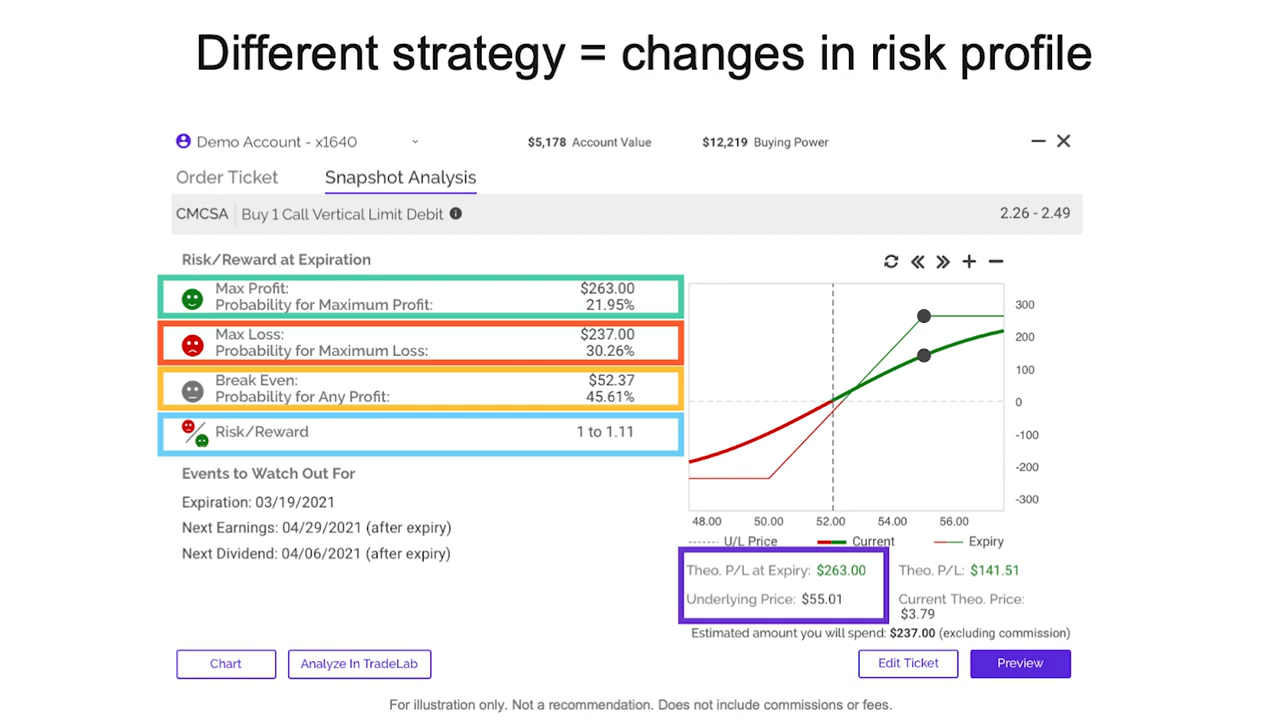 Different strategy = changes in risk profile
Demo Account - x1640
$5,178 Account Value
$12,219 Buying Power
Order Ticket
Snapshot Analysis
CMCSA
Buy 1 Call Vertical Limit Debit
2.26 - 2.49
Risk/Reward at Expiration
Max Profit: $263.00
Probability for Maximum Profit: 21.95%
Max Loss: $237.00
Probability for Maximum Loss: 30.26%
Break Even: $52.37
Probability for Any Profit: 45.61%
Risk/Reward 1 to 1.11
Events to Watch Out For
Expiration: 03/19/2021
Next Earnings: 04/29/2021 (after expiry)
Next Dividend: 04/06/2021 (after expiry)
300
200
100
0
-100
-200
-300
48.00 50.00 52.00 54.00 56.00
U/L Price Current Expiry
Theo. P/L at Expiry: $263.00
Underlying Price: $55.01
Theo. P/L: $141.51
Current Theo. Price:
$3.79
Estimated amount you will spend: $237.00 (excluding commission)
Chart
Analyze In TradeLab
Edit Ticket
Preview
For illustration only. Not a recommendation. Does not include commissions or fees.